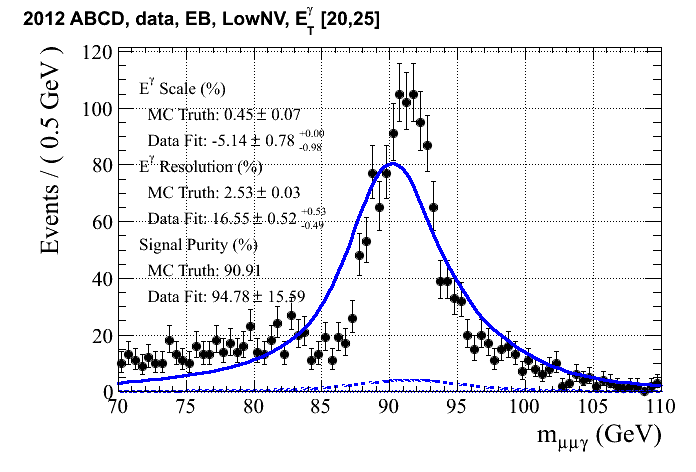 2012 ABCD, data, EB, LowNV, E_T^γ [20,25]
Events / ( 0.5 GeV )
120
100
80
60
40
20
0
E^γ Scale (%)
MC Truth: 0.45 ± 0.07
Data Fit: -5.14 ± 0.78 +0.00 -0.98
E^γ Resolution (%)
MC Truth: 2.53 ± 0.03
Data Fit: 16.55 ± 0.52 +0.53 -0.49
Signal Purity (%)
MC Truth: 90.91
Data Fit: 94.78 ± 15.59
70 75 80 85 90 95 100 105 110
m_μμγ (GeV)